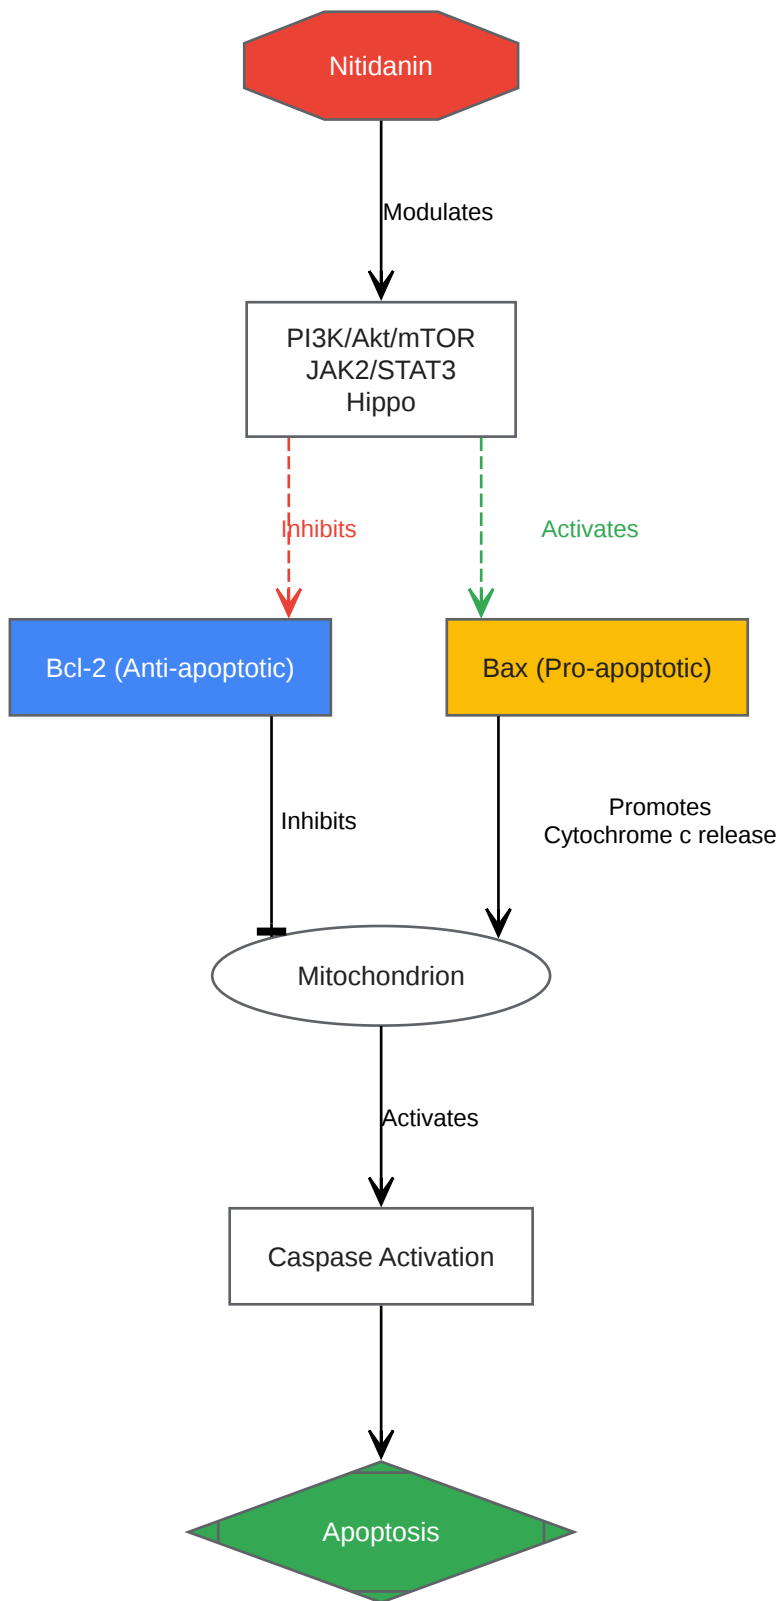 Nitidanin
Modulates
PI3K/Akt/mTOR
JAK2/STAT3
Hippo
Inhibits
Activates
Bcl-2 (Anti-apoptotic)
Bax (Pro-apoptotic)
Inhibits
Promotes
Cytochrome c release
Mitochondrion
Activates
Caspase Activation
Apoptosis